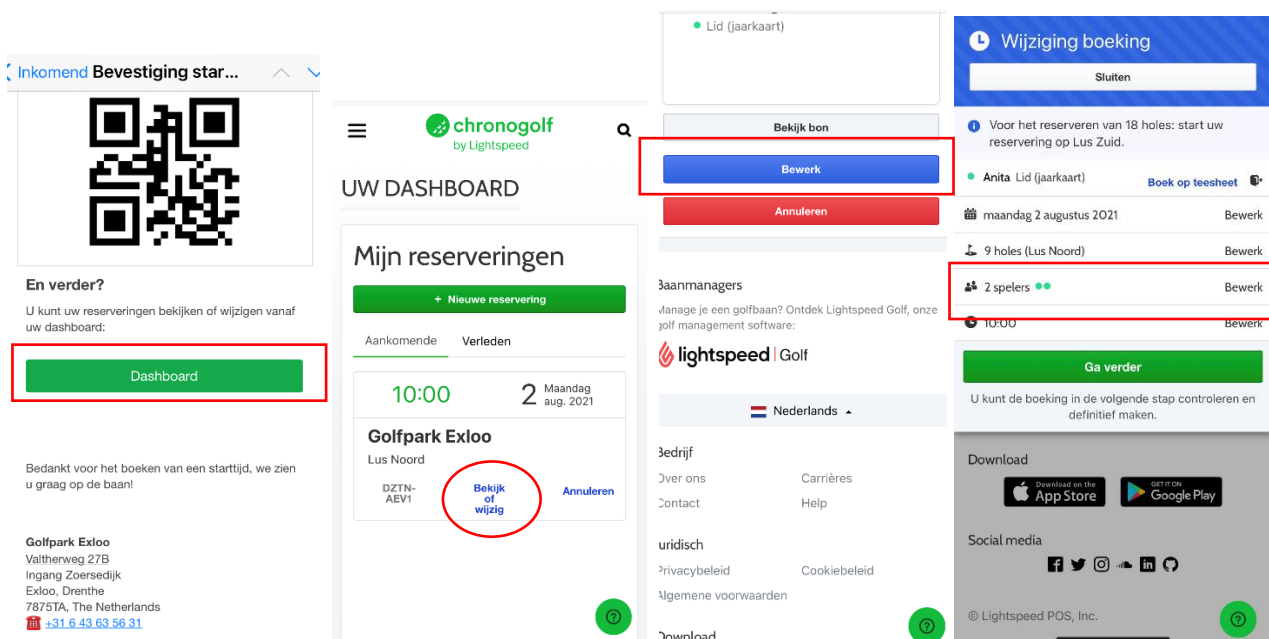 Inkomend Bevestiging star...
En verder?
U kunt uw reserveringen bekijken of wijzigen vanaf
uw dashboard:
Dashboard
Bedankt voor het boeken van een starttijd, we zien
u graag op de baan!
Golfpark Exloo
Valtherweg 27B
Ingang Zoersedijk
Exloo, Drenthe
7875TA, The Netherlands
+31 6 43 63 56 31
chronogolf
by Lightspeed
UW DASHBOARD
Mijn reserveringen
+ Nieuwe reservering
Aankomende Verleden
10:00 2 Maandag
aug. 2021
Golfpark Exloo
Lus Noord
DZTN-
AEV1
Bekijk
of
wijzig
Annuleren
Lid (jaarkaart)
Bekijk bon
Bewerk
Annuleren
Baanmanagers
Manage je een golfbaan? Ontdek Lightspeed Golf, onze
golf management software:
lightspeed | Golf
Nederlands
Bedrijf
Over ons Carrières
Contact Help
uridisch
Privacybeleid Cookiebeleid
Algemene voorwaarden
Download
Wijziging boeking
Sluiten
Voor het reserveren van 18 holes: start uw
reservering op Lus Zuid.
Anita Lid (jaarkaart) Boek op teesheet
maandag 2 augustus 2021 Bewerk
9 holes (Lus Noord) Bewerk
2 spelers Bewerk
10:00 Bewerk
Ga verder
U kunt de boeking in de volgende stap controleren en
definitief maken.
Download
Download on the
App Store
GET IT ON
Google Play
Social media
© Lightspeed POS, Inc.